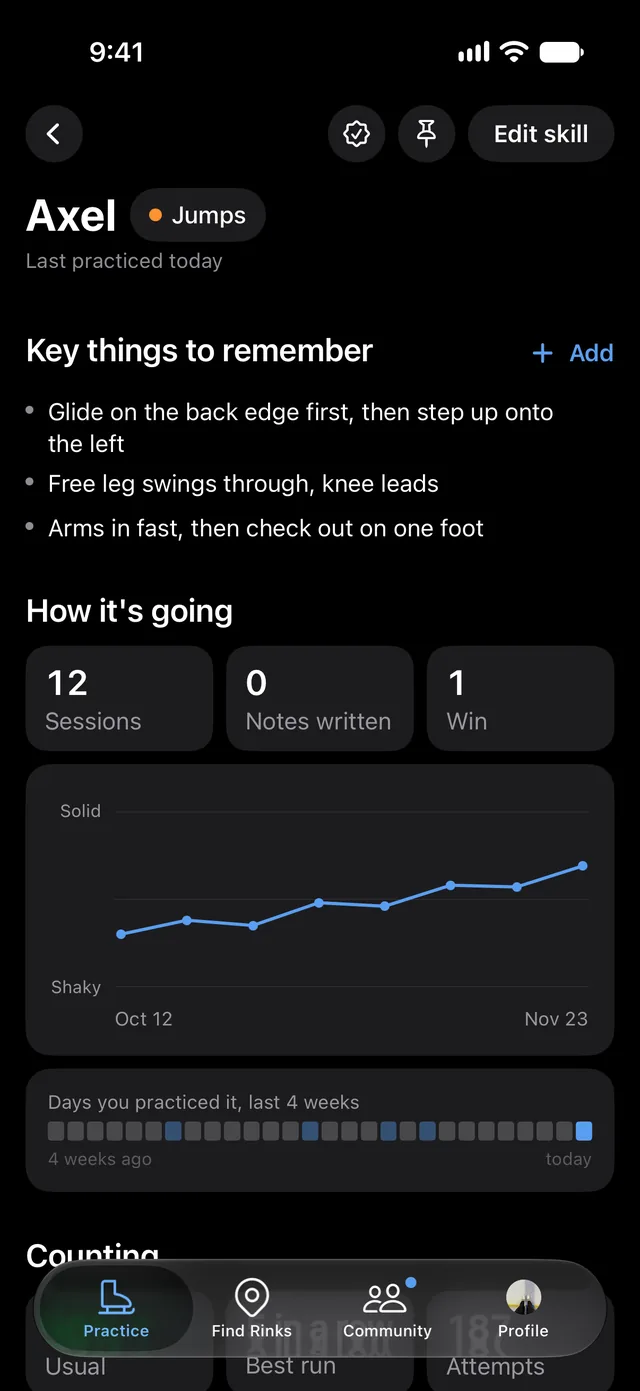 9:41
Edit skill
Axel
Jumps
Last practiced today
Key things to remember
+ Add
Glide on the back edge first, then step up onto
the left
Free leg swings through, knee leads
Arms in fast, then check out on one foot
How it's going
12
Sessions
0
Notes written
1
Win
Solid
Shaky
Oct 12
Nov 23
Days you practiced it, last 4 weeks
4 weeks ago
today
Counting
in a row
187
Practice
Find Rinks
Community
Profile
Usual
Best run
Attempts